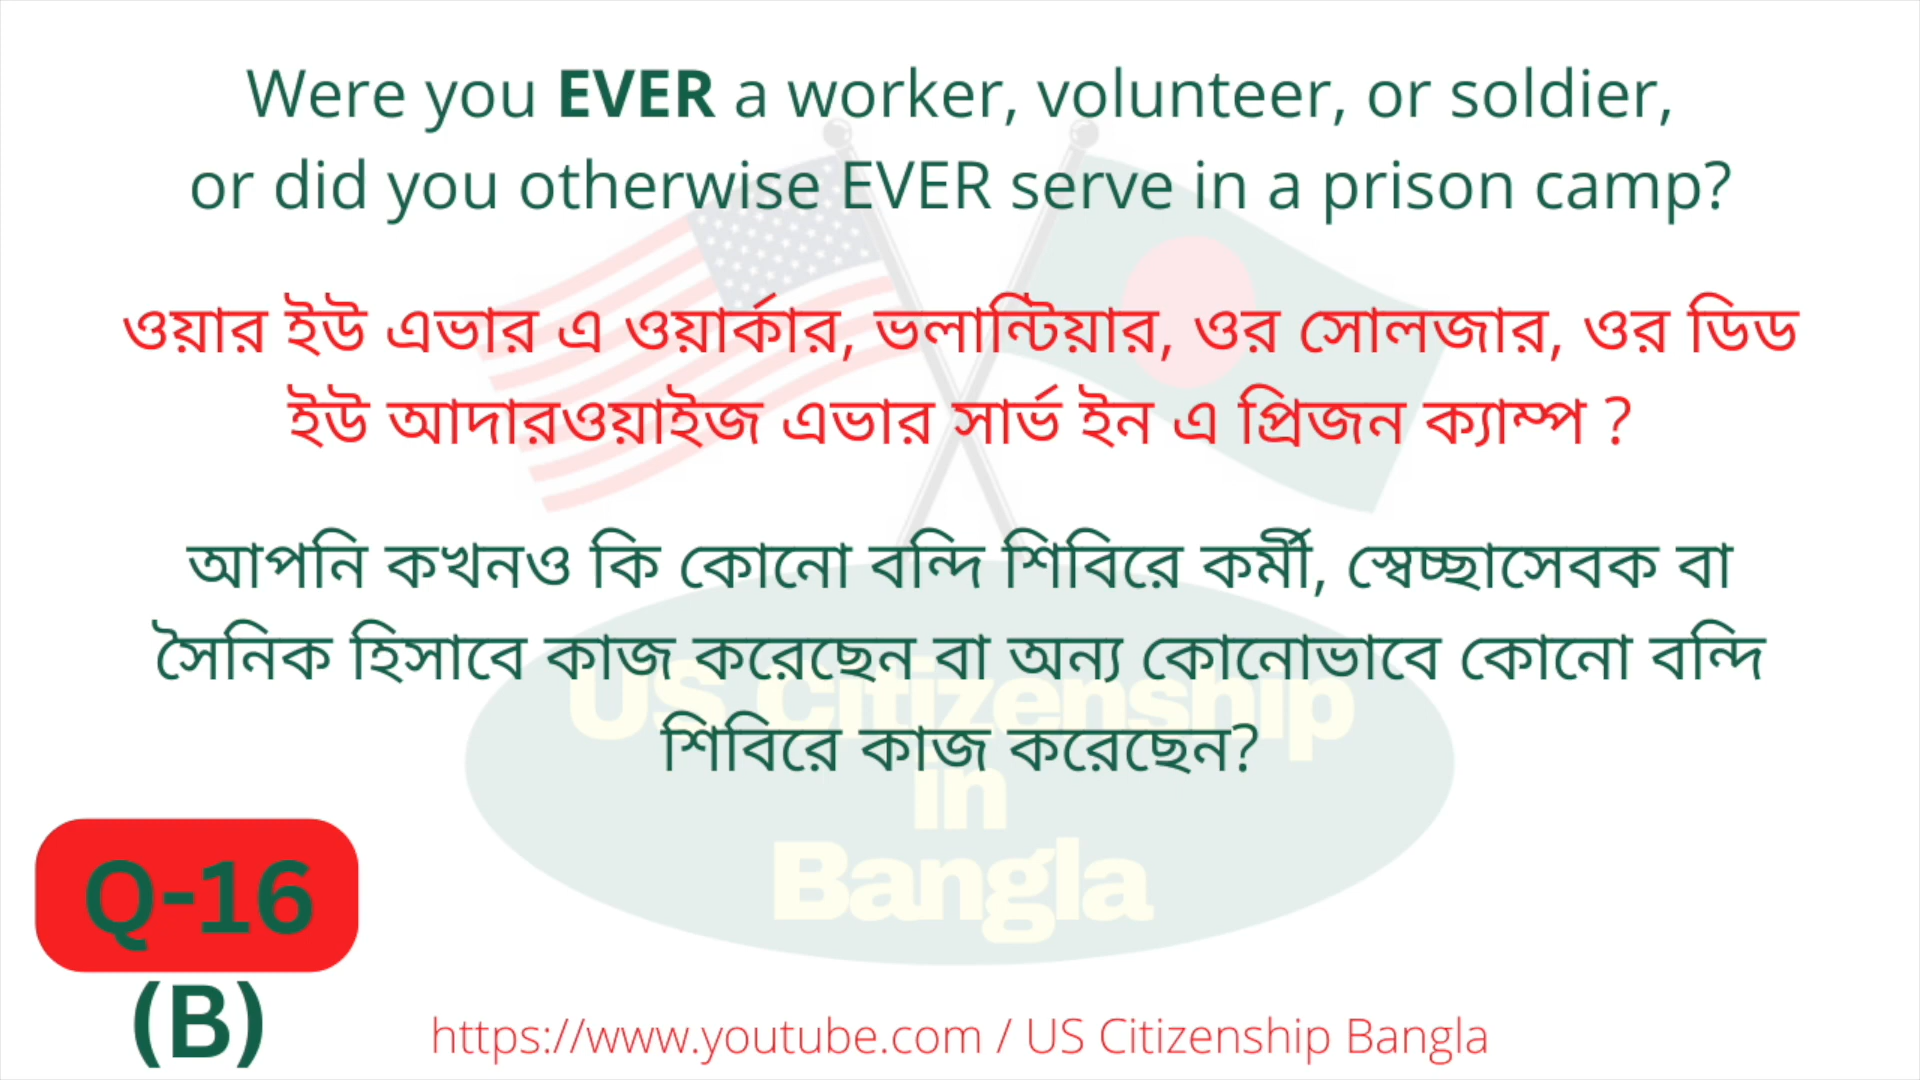 Were you EVER a worker, volunteer, or soldier,
or did you otherwise EVER serve in a prison camp?
ওয়ার ইউ এভার এ ওয়ার্কার, ভলান্টিয়ার, ওর সোলজার, ওর ডিড
ইউ আদারওয়াইজ এভার সার্ভ ইন এ প্রিজন ক্যাম্প ?
আপনি কখনও কি কোনো বন্দি শিবিরে কর্মী, স্বেচ্ছাসেবক বা
সৈনিক হিসাবে কাজ করেছেন বা অন্য কোনোভাবে কোনো বন্দি
শিবিরে কাজ করেছেন?
US Citizenship
in
Bangla
Q-16
(B)
https://www.youtube.com / US Citizenship Bangla